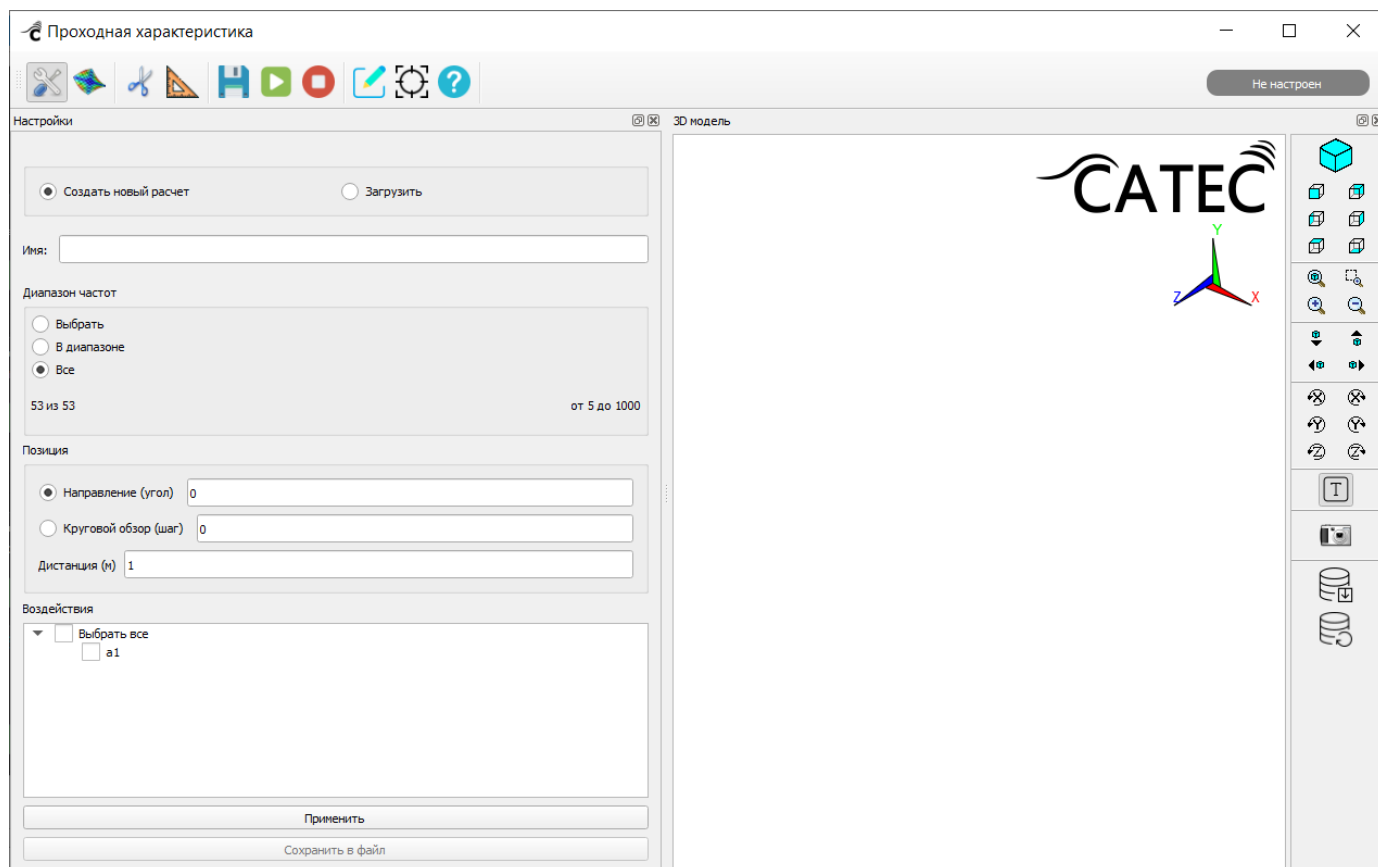 Проходная характеристика
Не настроен
Настройки
3D модель
Создать новый расчет
Загрузить
CATEC
Имя:
Y
Z
X
Диапазон частот
Выбрать
В диапазоне
Все
53 из 53
от 5 до 1000
Позиция
Направление (угол) 0
Круговой обзор (шаг) 0
Дистанция (м) 1
Воздействия
Выбрать все
a1
Применить
Сохранить в файл
X X
Y Y
Z Z
T